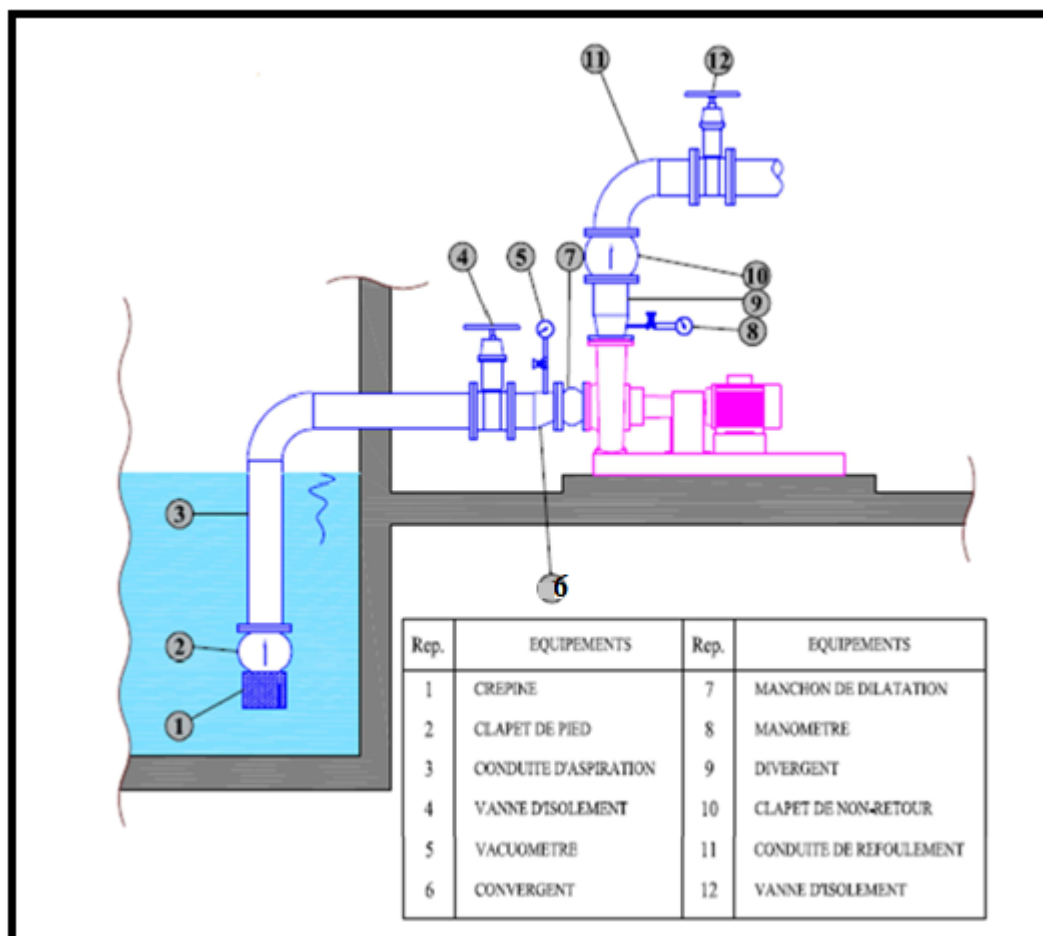 11
12
4
5
7
10
9
8
3
6
2
1
Rep. EQUIPEMENTS Rep. EQUIPEMENTS
1 CREPINE 7 MANCHON DE DILATATION
2 CLAPET DE PIED 8 MANOMETRE
3 CONDUITE D'ASPIRATION 9 DIVERGENT
4 VANNE D'ISOLEMENT 10 CLAPET DE NON-RETOUR
5 VACUOMETRE 11 CONDUITE DE REFOULEMENT
6 CONVERGENT 12 VANNE D'ISOLEMENT